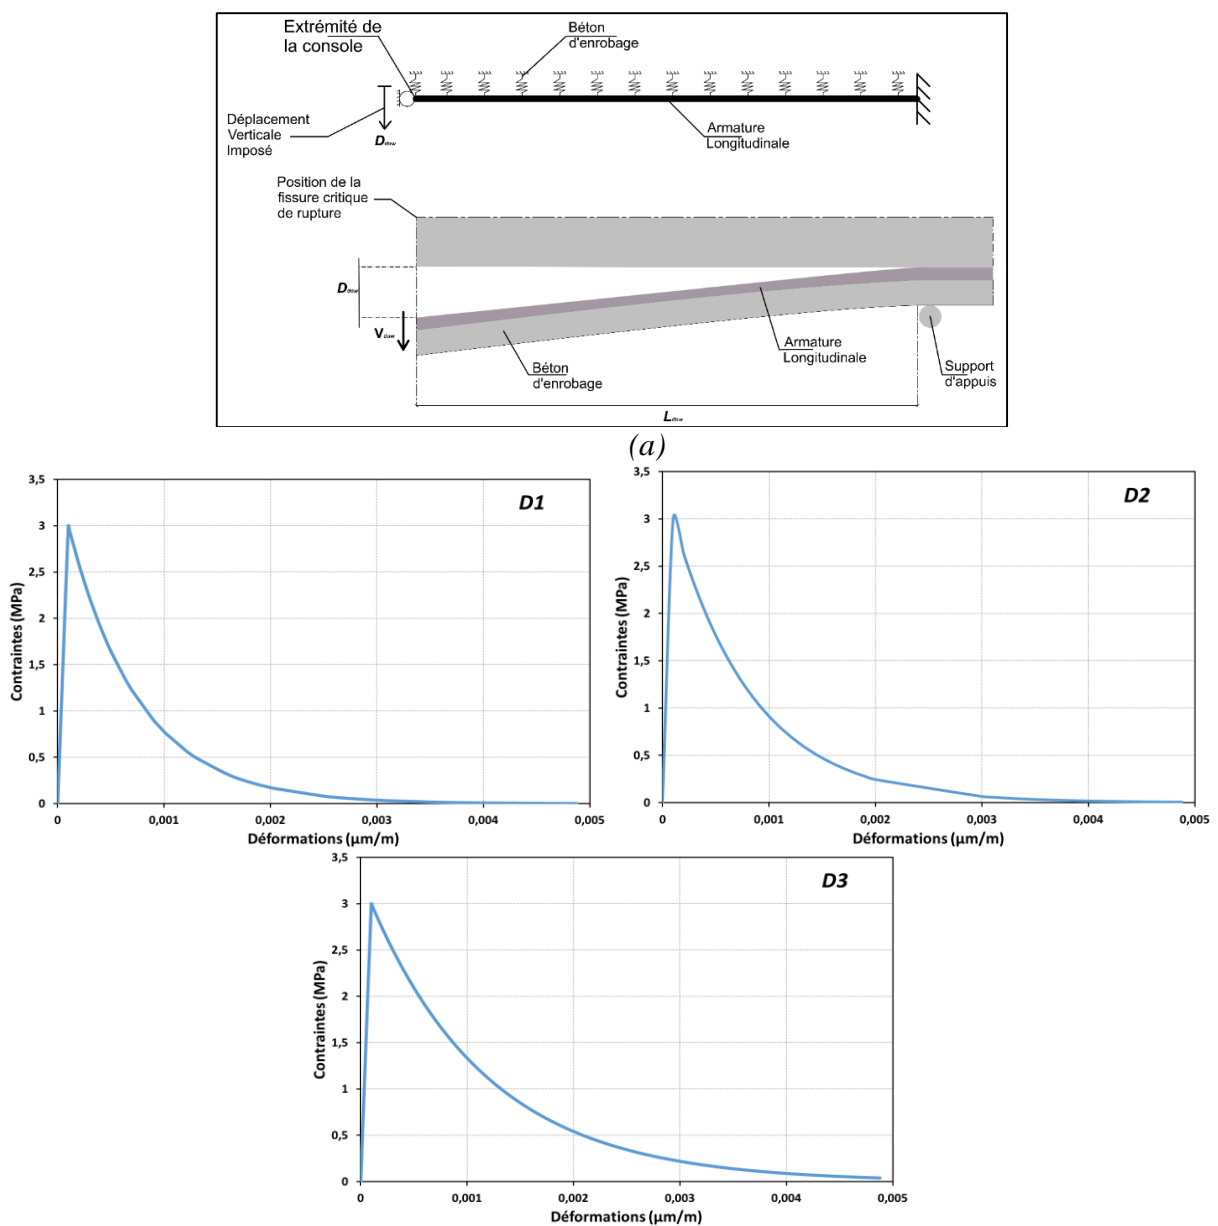 Extrémité de
la console
Béton
d'enrobage
Déplacement
Verticale
Imposé
D dow
Armature
Longitudinale
Position de la
fissure critique
de rupture
D dow
V dow
Béton
d'enrobage
Armature
Longitudinale
Support
d'appuis
L dow
(a)
D1
Contraintes (MPa)
3,5
3
2,5
2
1,5
1
0,5
0
0
0,001
0,002
0,003
0,004
0,005
Déformations (µm/m)
D2
Contraintes (MPa)
3,5
3
2,5
2
1,5
1
0,5
0
0
0,001
0,002
0,003
0,004
0,005
Déformations (µm/m)
D3
Contraintes (MPa)
3,5
3
2,5
2
1,5
1
0,5
0
0
0,001
0,002
0,003
0,004
0,005
Déformations (µm/m)